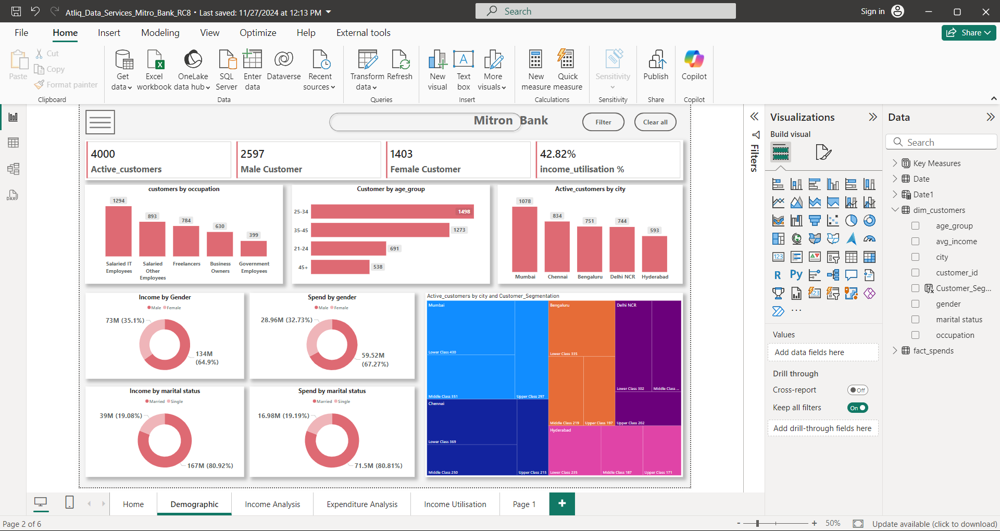 Atliq_Data_Services_Mitro_Bank_RC8 • Last saved: 11/27/2024 at 12:13 PM
Search
Sign in
File
Home
Insert
Modeling
View
Optimize
Help
External tools
Share
Paste
Cut
Copy
Format painter
Clipboard
Get data
Excel workbook
OneLake data hub
SQL Server
Enter data
Dataverse
Recent sources
Data
Transform data
Refresh
Queries
New visual
Text box
More visuals
Insert
New measure
Quick measure
Calculations
Sensitivity
Sensitivity
Publish
Share
Copilot
Copilot
Mitron Bank
Filter
Clear all
4000
Active_customers
2597
Male Customer
1403
Female Customer
42.82%
income_utilisation %
customers by occupation
1294
893
784
630
399
Salaried IT Employees
Salaried Other Employees
Freelancers
Business Owners
Government Employees
Customer by age_group
25-34
1498
35-45
1273
21-24
691
45+
538
Active_customers by city
1078
834
751
744
593
Mumbai
Chennai
Bengaluru
Delhi NCR
Hyderabad
Income by Gender
Male
Female
73M (35.1%)
134M (64.9%)
Spend by gender
Male
Female
28.96M (32.73%)
59.52M (67.27%)
Income by marital status
Married
Single
39M (19.08%)
167M (80.92%)
Spend by marital status
Married
Single
16.98M (19.19%)
71.5M (80.81%)
Active_customers by city and Customer_Segmentation
Mumbai
Lower Class 430
Middle Class 351
Upper Class 297
Chennai
Lower Class 369
Middle Class 250
Upper Class 215
Bengaluru
Lower Class 335
Middle Class 219
Upper Class 197
Delhi NCR
Lower Class 302
Middle Class ...
Upper Class 202
Hyderabad
Lower Class 235
Middle Class 187
Upper Class 171
Filters
Visualizations
Build visual
123
R
Py
123
Values
Add data fields here
Drill through
Cross-report
Off
Keep all filters
On
Add drill-through fields here
Data
Search
Key Measures
Date
Date1
dim_customers
age_group
avg_income
city
customer_id
Customer_Seg...
gender
marital status
occupation
fact_spends
DAX
Home
Demographic
Income Analysis
Expenditure Analysis
Income Utilisation
Page 1
+
Page 2 of 6
- + 50%
Update available (click to download)